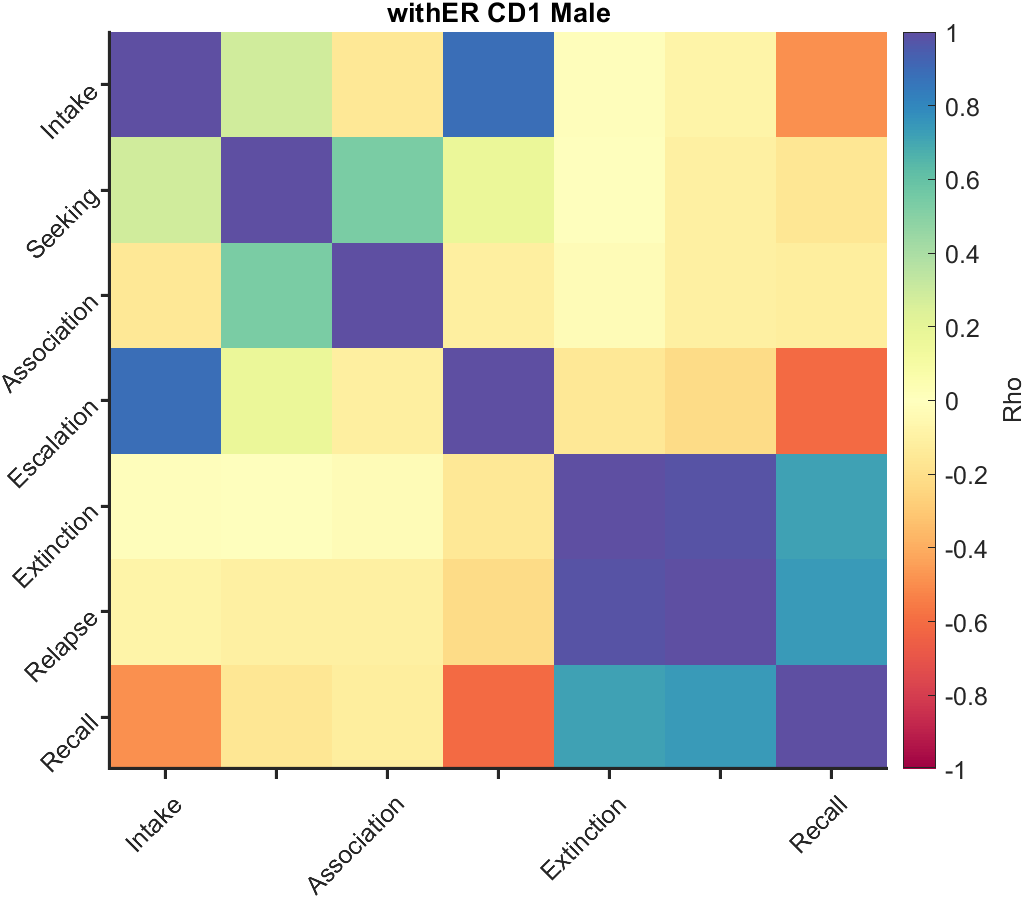 withER CD1 Male
Intake
Seeking
Association
Escalation
Extinction
Relapse
Recall
Intake
Association
Extinction
Recall
1
0.8
0.6
0.4
0.2
0
-0.2
-0.4
-0.6
-0.8
-1
Rho